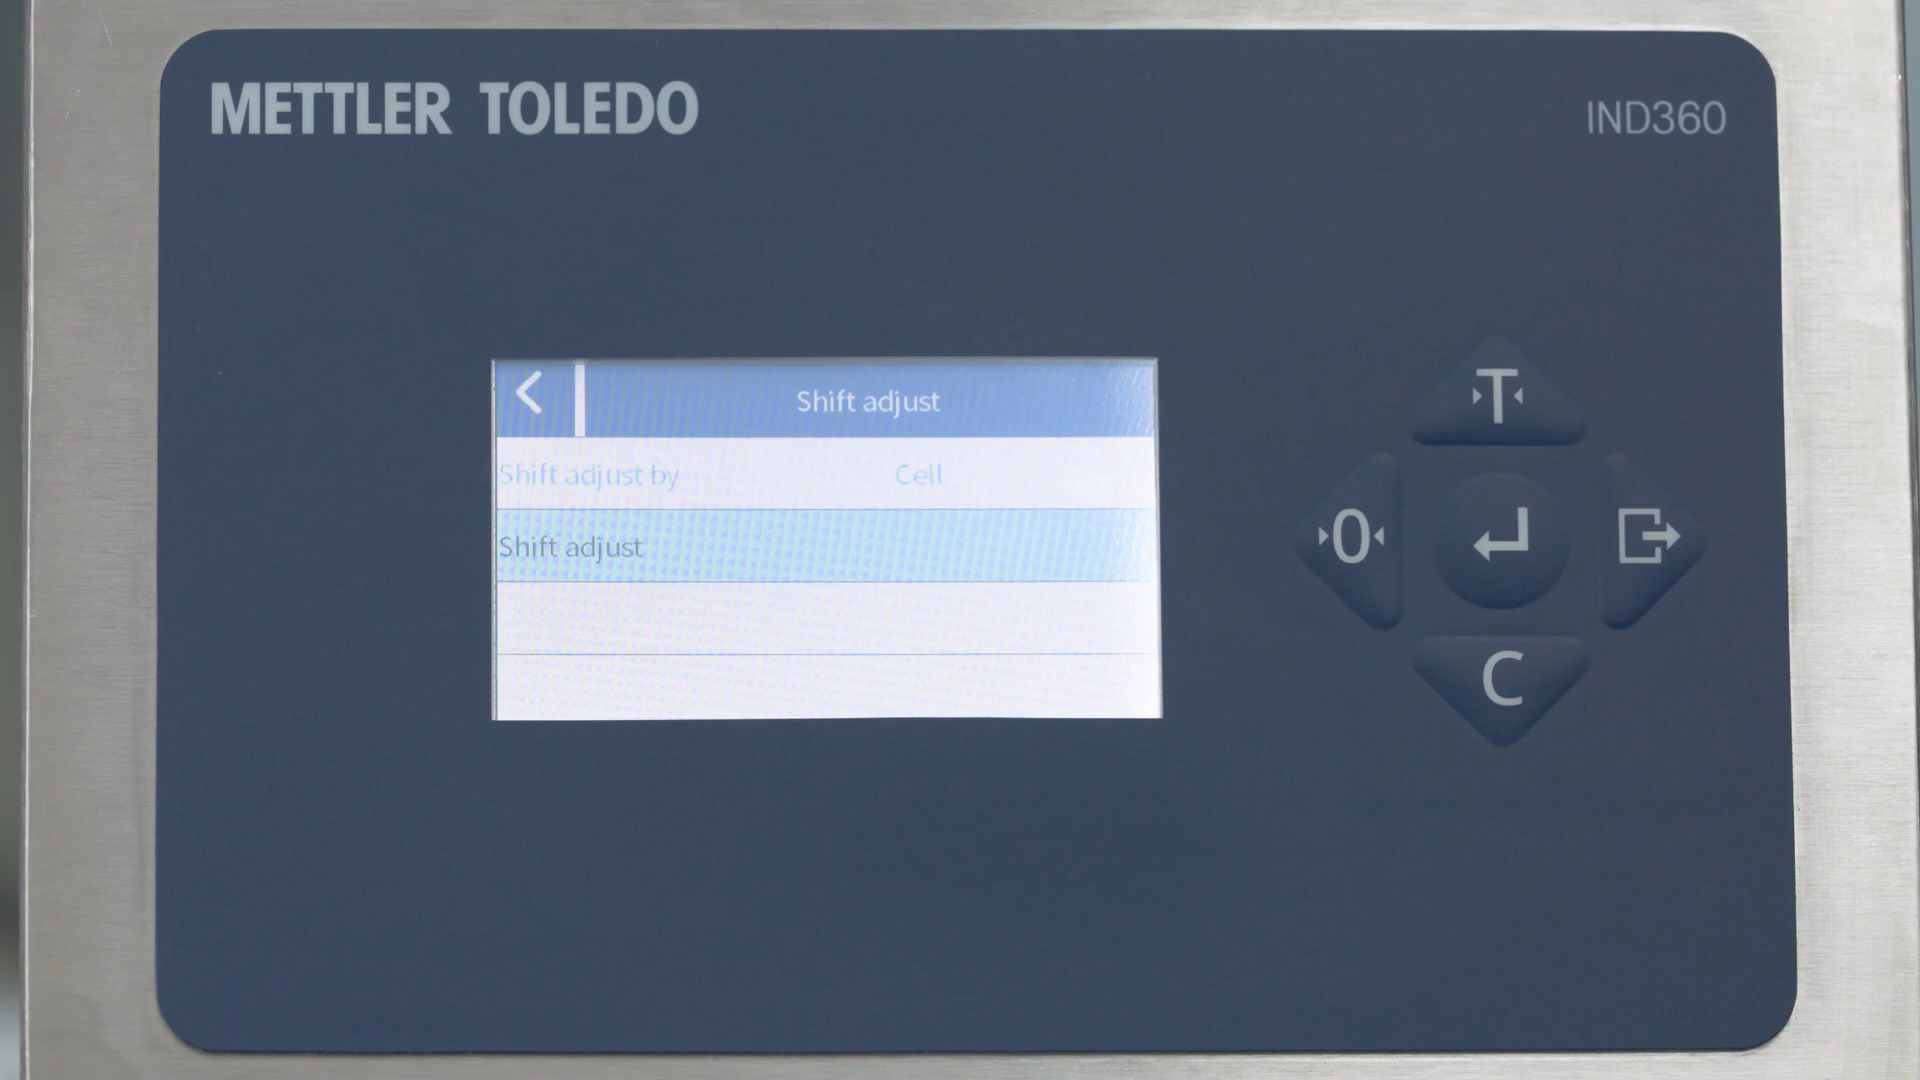 METTLER TOLEDO
IND360
Shift adjust
Shift adjust by Cell
Shift adjust
T
0
C